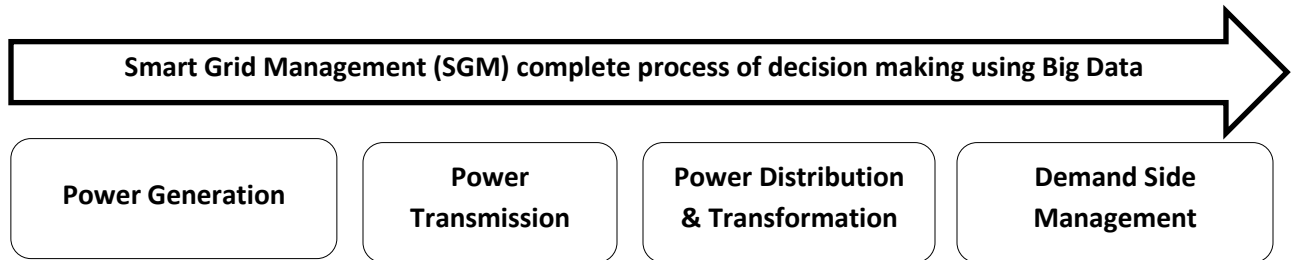 Smart Grid Management (SGM) complete process of decision making using Big Data
Power Generation
Power
Transmission
Power Distribution
& Transformation
Demand Side
Management